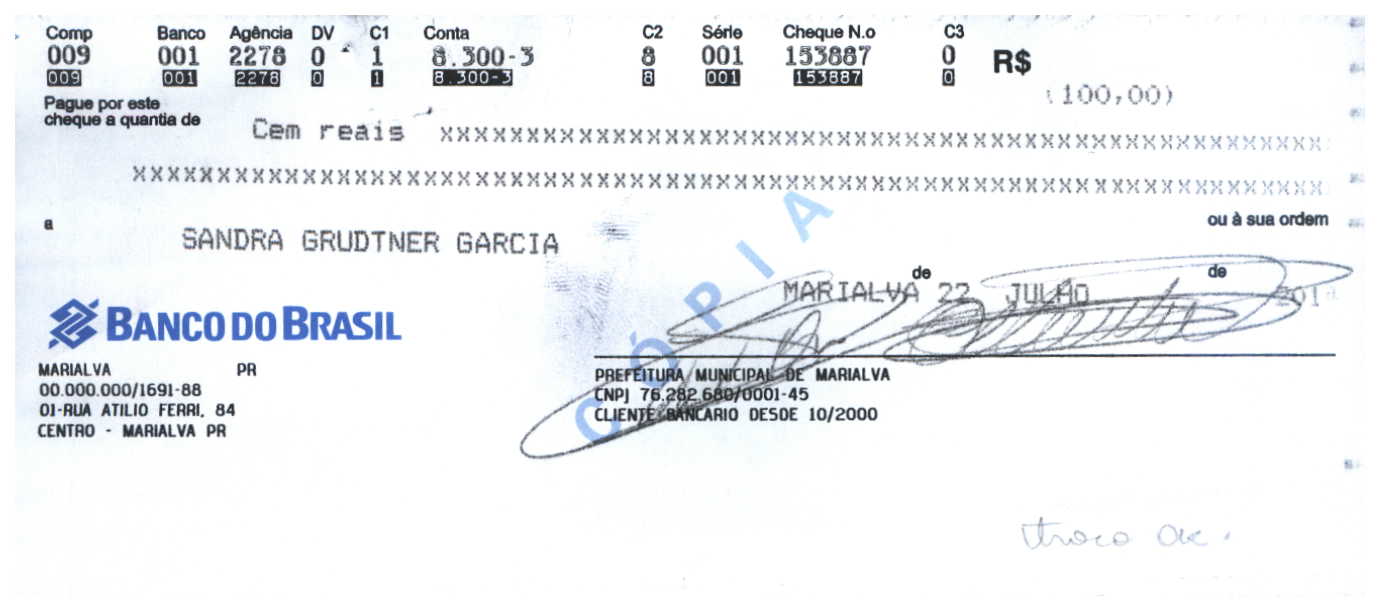 Comp Banco Agência DV C1 Conta C2 Série Cheque N.o C3
009 001 2278 0 1 8.300-3 8 001 153887 0 R$
009 001 2278 0 1 8.300-3 8 001 153887 0
(100,00)
Pague por este
cheque a quantia de Cem reais xxxxxxxxxxxxxxxxxxxxxxxxxxxxxxxxxxxxxxxxxx
xxxxxxxxxxxxxxxxxxxxxxxxxxxxxxxxxxxxxxxxxxxxxxxxxxxxxxxx
a SANDRA GRUDTNER GARCIA ou à sua ordem
de de
MARIALVA 22 JULHO
CÓPIA
BANCO DO BRASIL
MARIALVA PR
00.000.000/1691-88
01-RUA ATILIO FERRI, 84
CENTRO - MARIALVA PR
PREFEITURA MUNICIPAL DE MARIALVA
CNPJ 76.282.680/0001-45
CLIENTE BANCARIO DESDE 10/2000